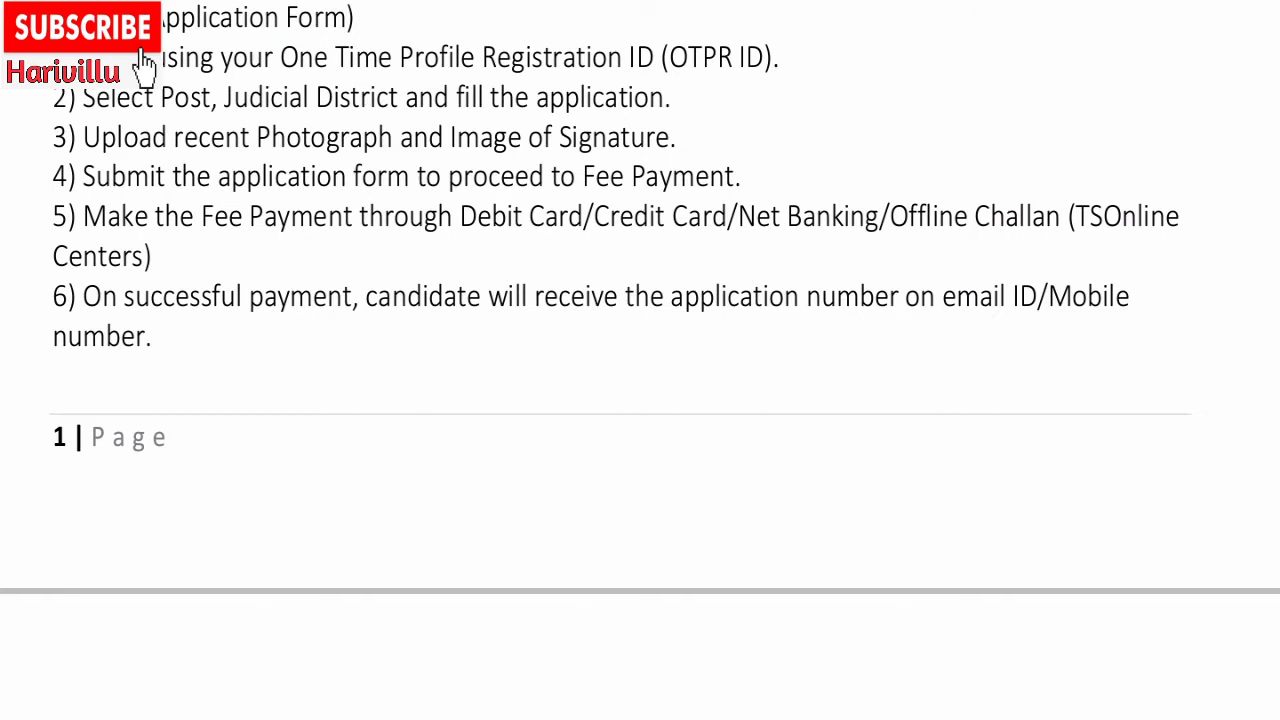 SUBSCRIBE
Harivillu
pplication Form)
using your One Time Profile Registration ID (OTPR ID).
2) Select Post, Judicial District and fill the application.
3) Upload recent Photograph and Image of Signature.
4) Submit the application form to proceed to Fee Payment.
5) Make the Fee Payment through Debit Card/Credit Card/Net Banking/Offline Challan (TSOnline
Centers)
6) On successful payment, candidate will receive the application number on email ID/Mobile
number.
1 | Page